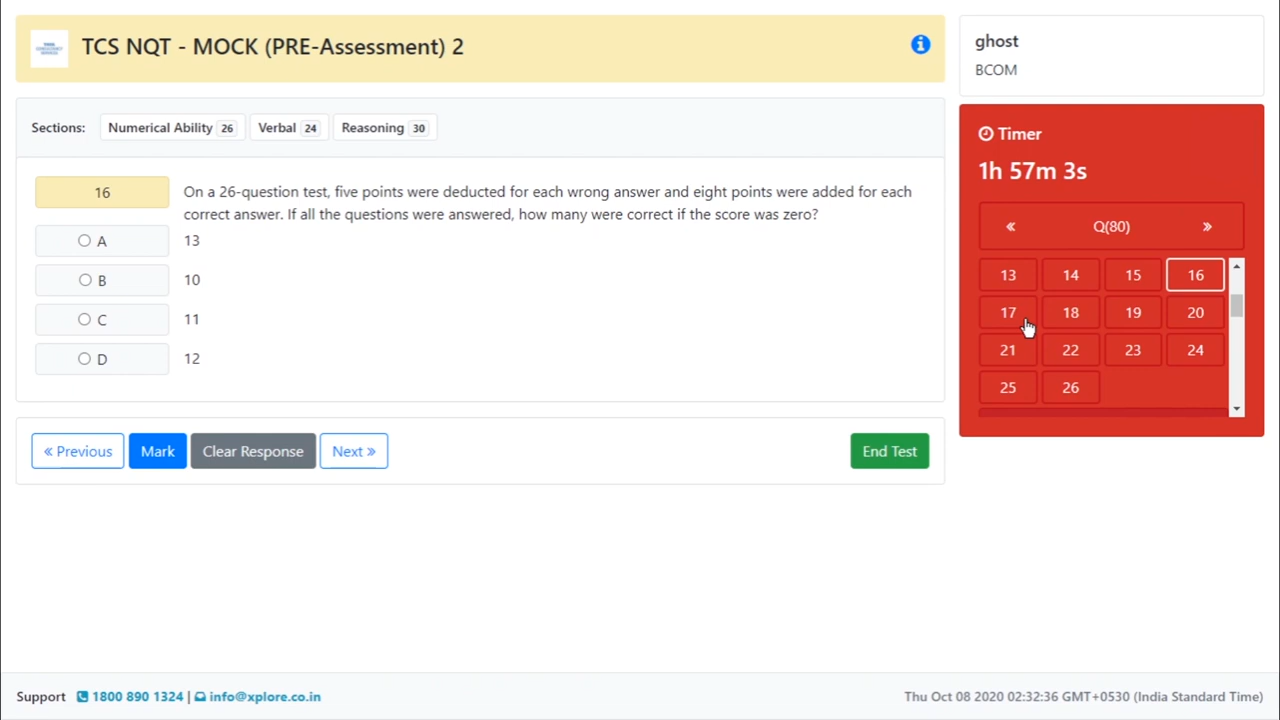 TCS NQT - MOCK (PRE-Assessment) 2
ghost
BCOM
Sections: Numerical Ability 26 Verbal 24 Reasoning 30
16
On a 26-question test, five points were deducted for each wrong answer and eight points were added for each
correct answer. If all the questions were answered, how many were correct if the score was zero?
A 13
B 10
C 11
D 12
« Previous Mark Clear Response Next » End Test
Timer
1h 57m 3s
« Q(80) »
13 14 15 16
17 18 19 20
21 22 23 24
25 26
Support 1800 890 1324 | info@xplore.co.in
Thu Oct 08 2020 02:32:36 GMT+0530 (India Standard Time)